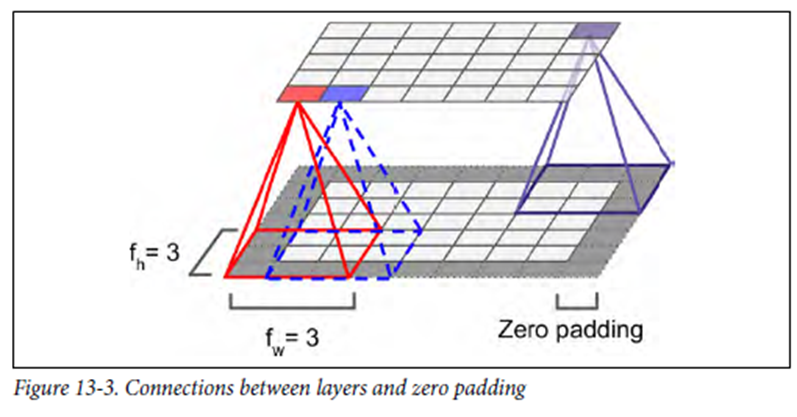 fh= 3
fw= 3
Zero padding
Figure 13-3. Connections between layers and zero padding